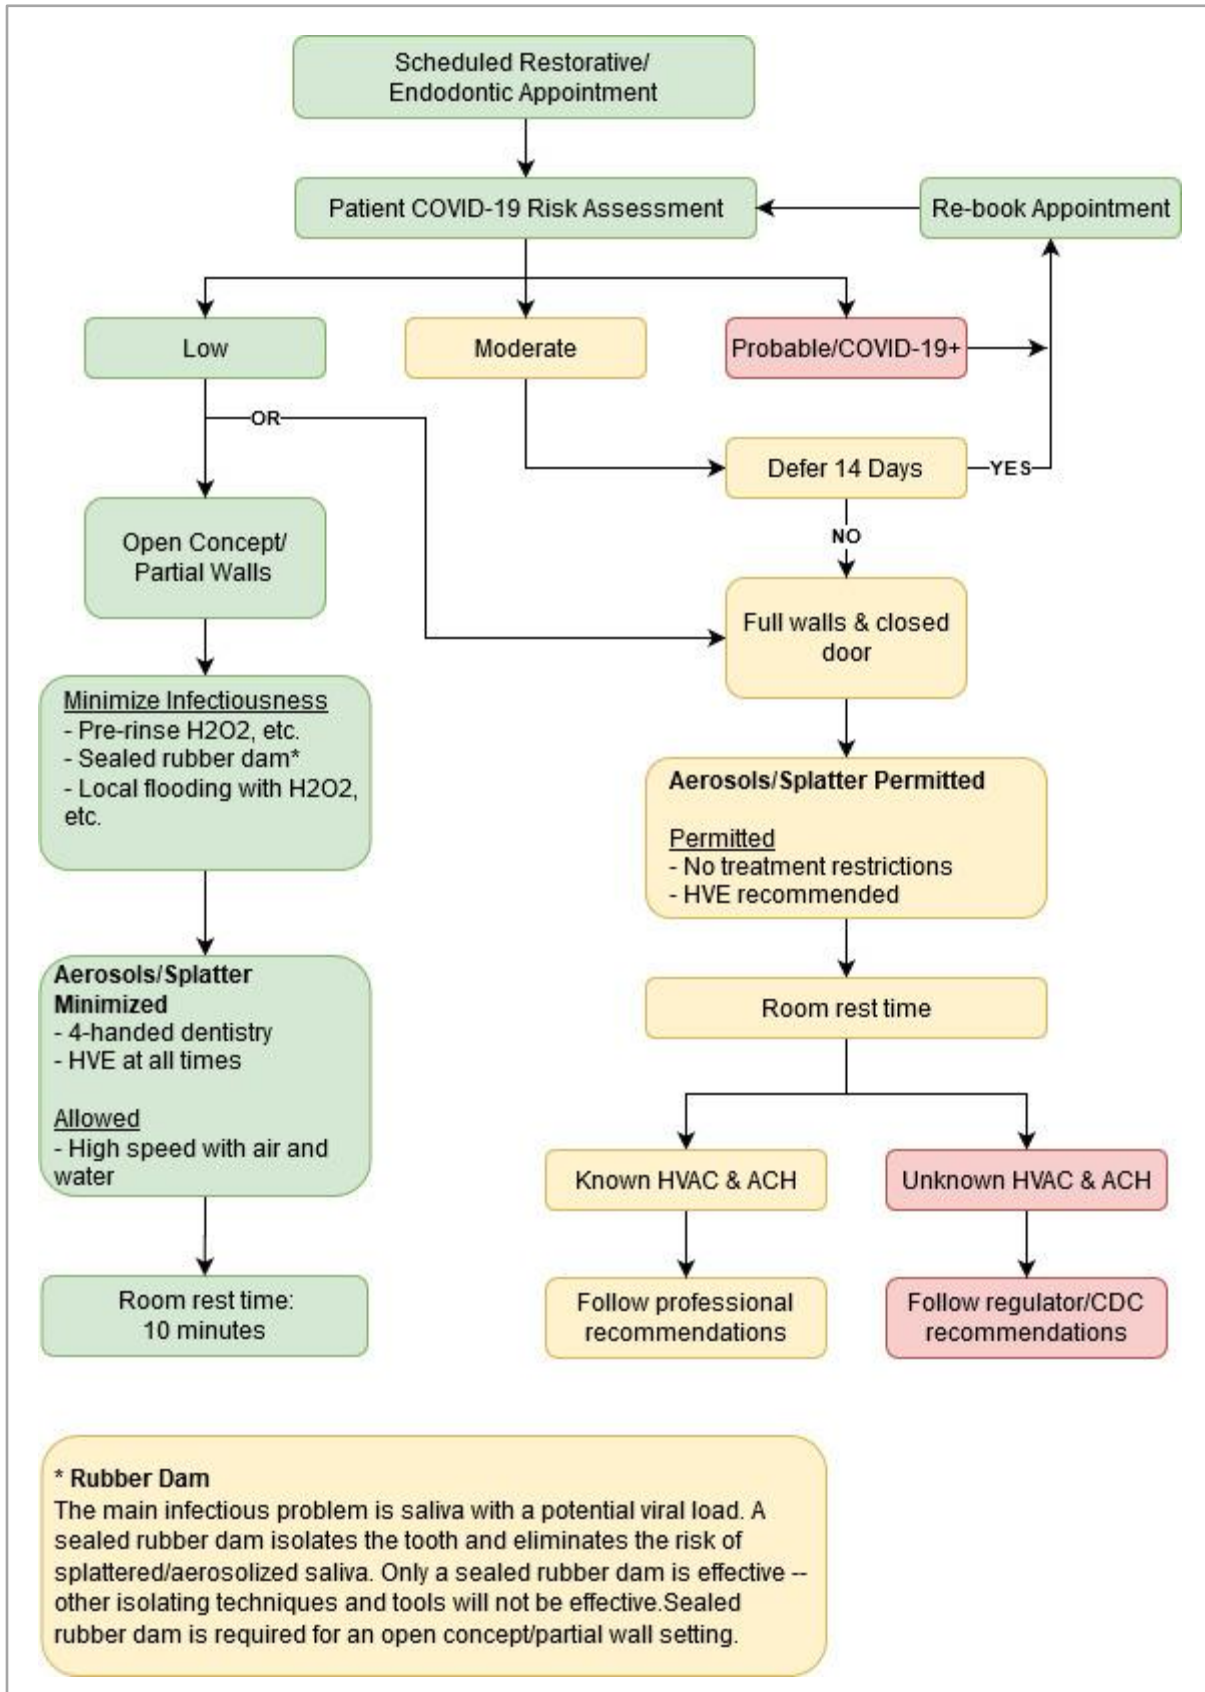 Scheduled Restorative/
Endodontic Appointment
Patient COVID-19 Risk Assessment
Re-book Appointment
Low
Moderate
Probable/COVID-19+
OR
Defer 14 Days
YES
NO
Open Concept/
Partial Walls
Full walls & closed
door
Minimize Infectiousness
- Pre-rinse H2O2, etc.
- Sealed rubber dam*
- Local flooding with H2O2,
etc.
Aerosols/Splatter Permitted
Permitted
- No treatment restrictions
- HVE recommended
Aerosols/Splatter
Minimized
- 4-handed dentistry
- HVE at all times
Allowed
- High speed with air and
water
Room rest time
Known HVAC & ACH
Unknown HVAC & ACH
Room rest time:
10 minutes
Follow professional
recommendations
Follow regulator/CDC
recommendations
* Rubber Dam
The main infectious problem is saliva with a potential viral load. A
sealed rubber dam isolates the tooth and eliminates the risk of
splattered/aerosolized saliva. Only a sealed rubber dam is effective --
other isolating techniques and tools will not be effective.Sealed
rubber dam is required for an open concept/partial wall setting.